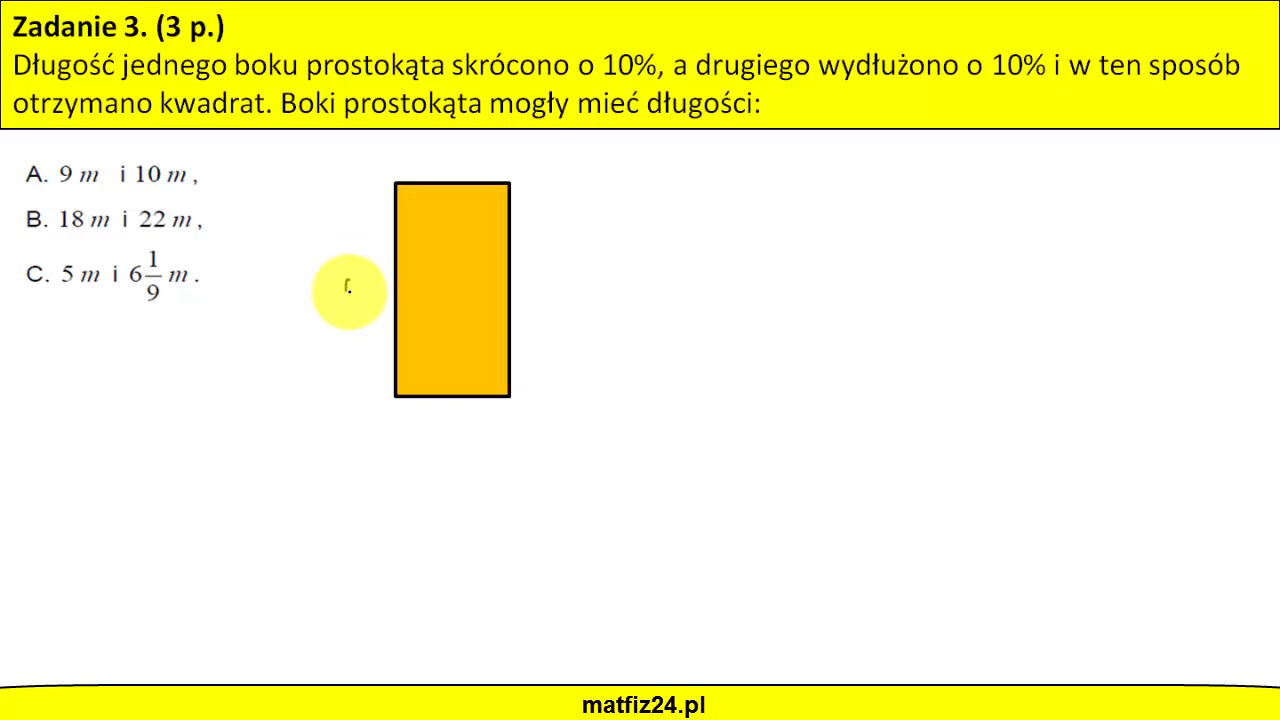 Zadanie 3. (3 p.)
Długość jednego boku prostokąta skrócono o 10%, a drugiego wydłużono o 10% i w ten sposób
otrzymano kwadrat. Boki prostokąta mogły mieć długości:
A. 9 m i 10 m ,
B. 18 m i 22 m ,
C. 5 m i 6 1/9 m .
matfiz24.pl